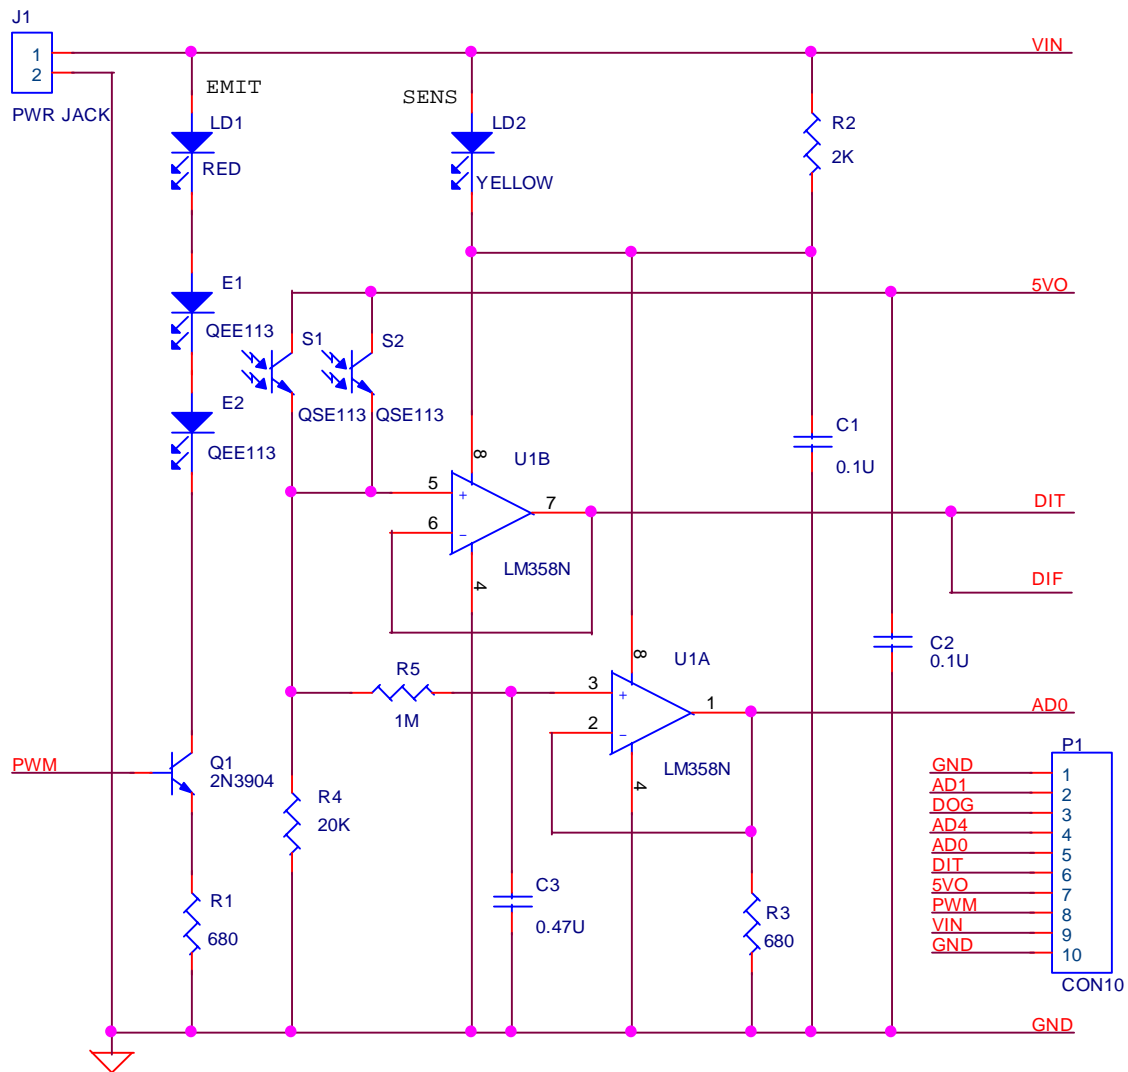 J1
1
2
PWR JACK
VIN
EMIT
SENS
LD1
RED
LD2
YELLOW
R2
2K
5VO
E1
QEE113
S1
S2
QSE113
QSE113
E2
QEE113
C1
0.1U
8
U1B
5
+
6
−
7
4
LM358N
DIT
DIF
C2
0.1U
R5
1M
8
U1A
3
+
2
−
1
4
LM358N
AD0
PWM
Q1
2N3904
R4
20K
P1
GND 1
AD1 2
DOG 3
AD4 4
AD0 5
DIT 6
5VO 7
PWM 8
VIN 9
GND 10
CON10
R1
680
C3
0.47U
R3
680
GND